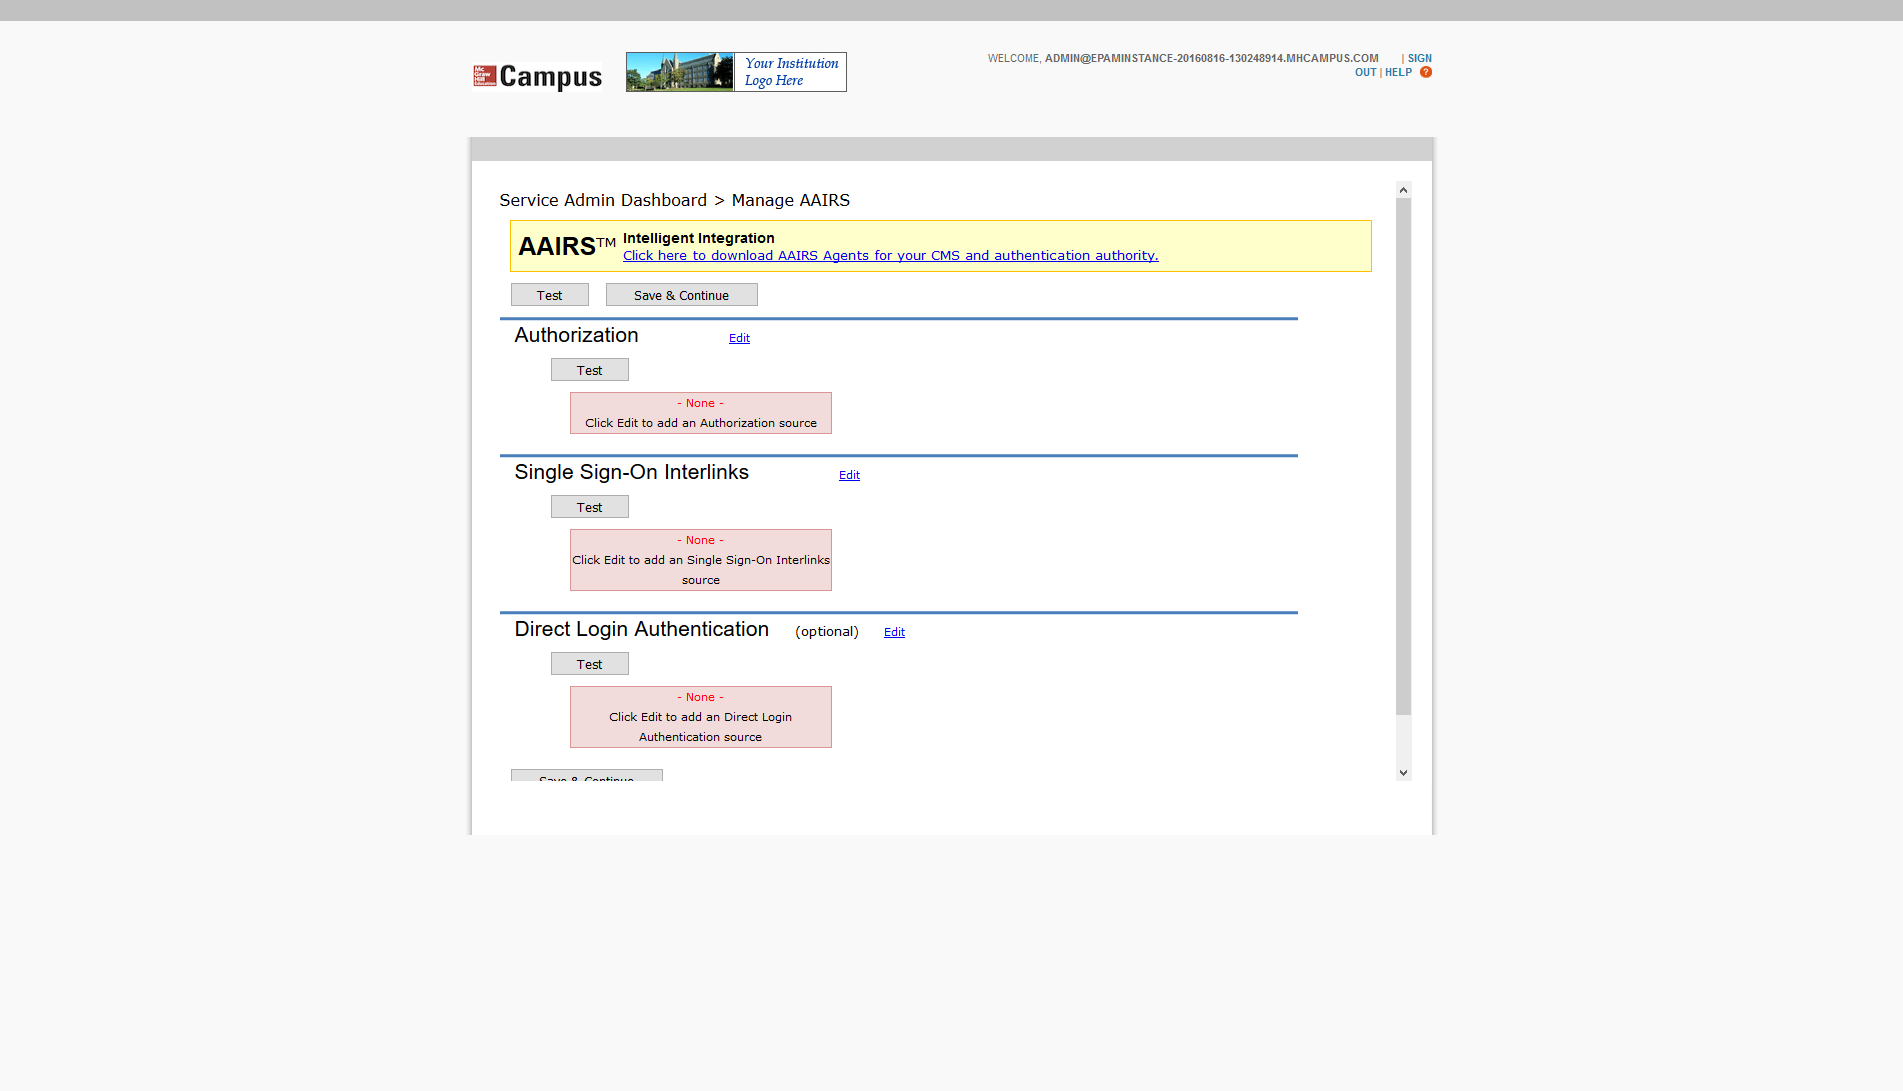 Mc Graw Hill Education Campus
Your Institution
Logo Here
WELCOME, ADMIN@EPAMINSTANCE-20160816-130248914.MHCAMPUS.COM | SIGN
OUT | HELP ?
Service Admin Dashboard > Manage AAIRS
AAIRS™ Intelligent Integration
Click here to download AAIRS Agents for your CMS and authentication authority.
Test Save & Continue
Authorization Edit
Test
- None -
Click Edit to add an Authorization source
Single Sign-On Interlinks Edit
Test
- None -
Click Edit to add an Single Sign-On Interlinks
source
Direct Login Authentication (optional) Edit
Test
- None -
Click Edit to add an Direct Login
Authentication source
Save & Continue